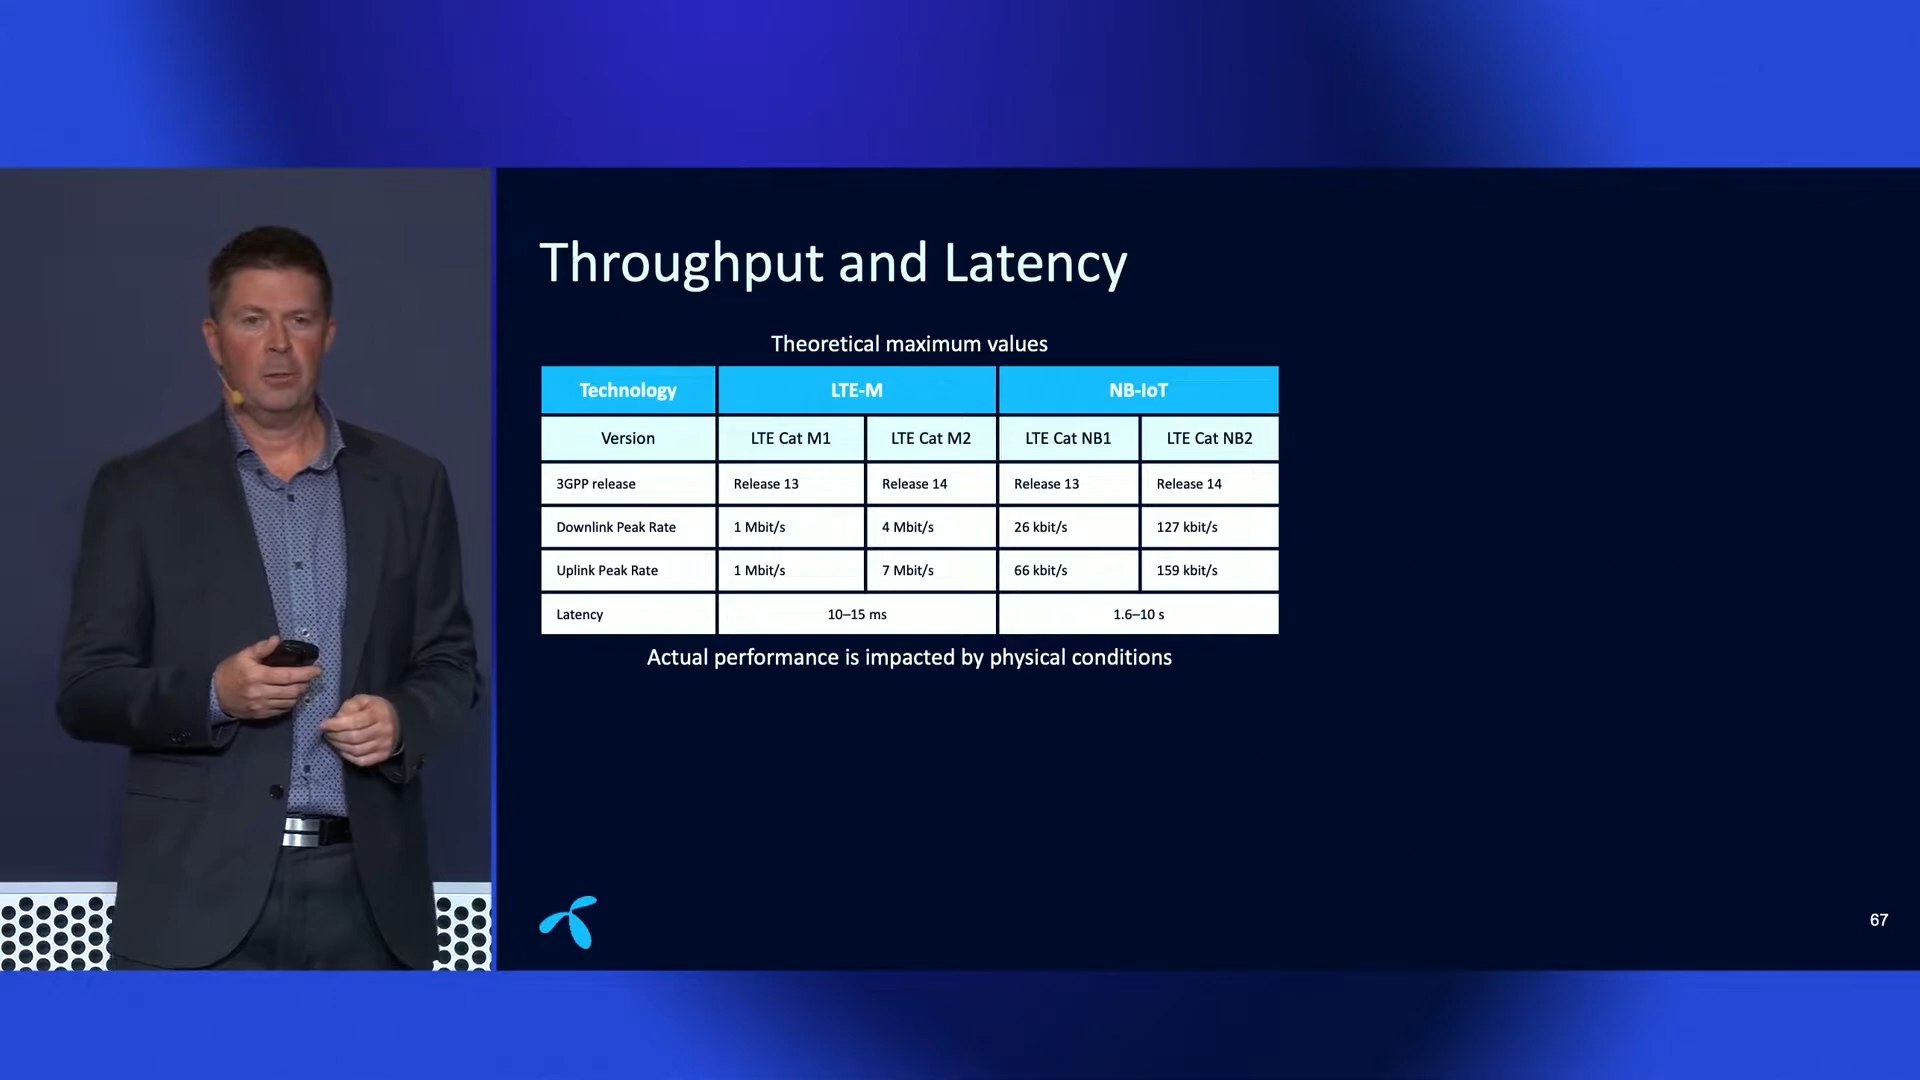 Throughput and Latency
Theoretical maximum values
Technology LTE-M NB-IoT
Version LTE Cat M1 LTE Cat M2 LTE Cat NB1 LTE Cat NB2
3GPP release Release 13 Release 14 Release 13 Release 14
Downlink Peak Rate 1 Mbit/s 4 Mbit/s 26 kbit/s 127 kbit/s
Uplink Peak Rate 1 Mbit/s 7 Mbit/s 66 kbit/s 159 kbit/s
Latency 10–15 ms 1.6–10 s
Actual performance is impacted by physical conditions
67